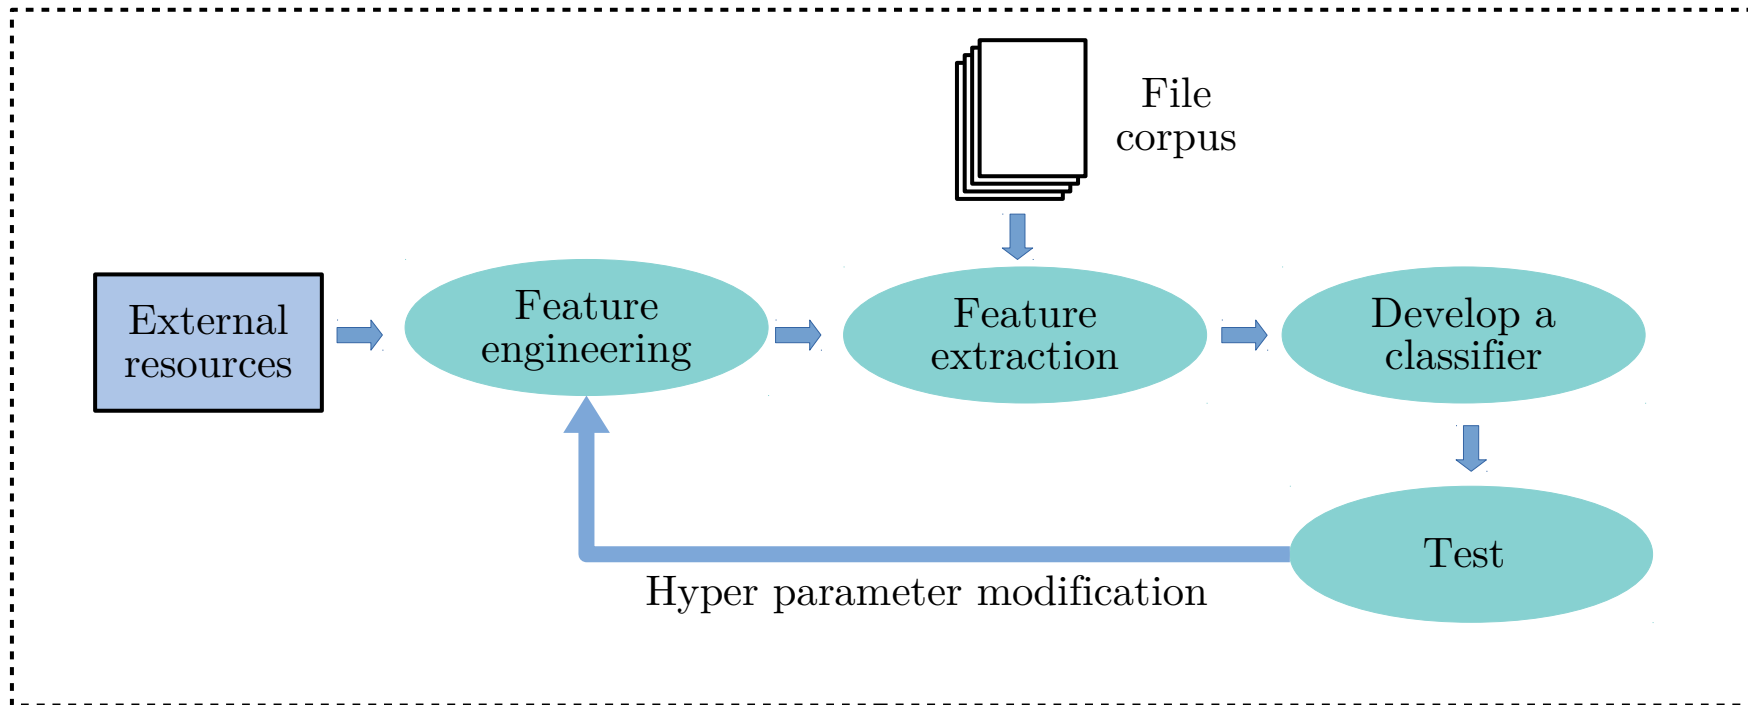 File
corpus
External
resources
Feature
engineering
Feature
extraction
Develop a
classifier
Test
Hyper parameter modification